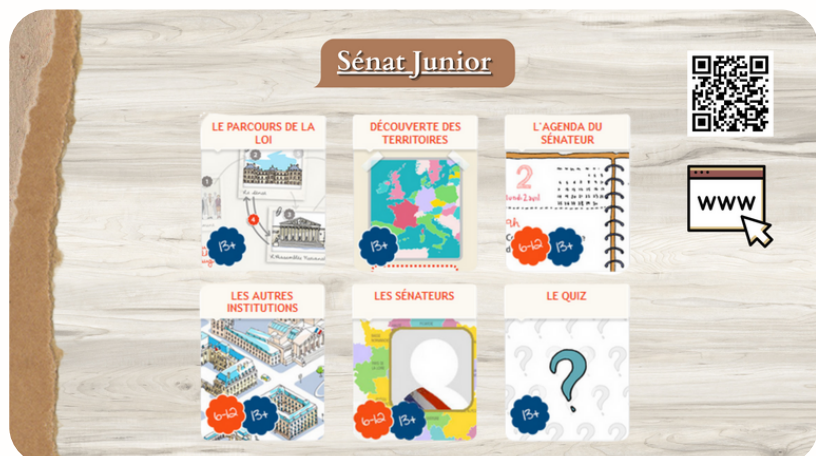 Sénat Junior
LE PARCOURS DE LA
LOI
DÉCOUVERTE DES
TERRITOIRES
L'AGENDA DU
SÉNATEUR
13+
13+
2
6-12
13+
www
LES AUTRES
INSTITUTIONS
LES SÉNATEURS
LE QUIZ
6-12
13+
6-12
13+
13+